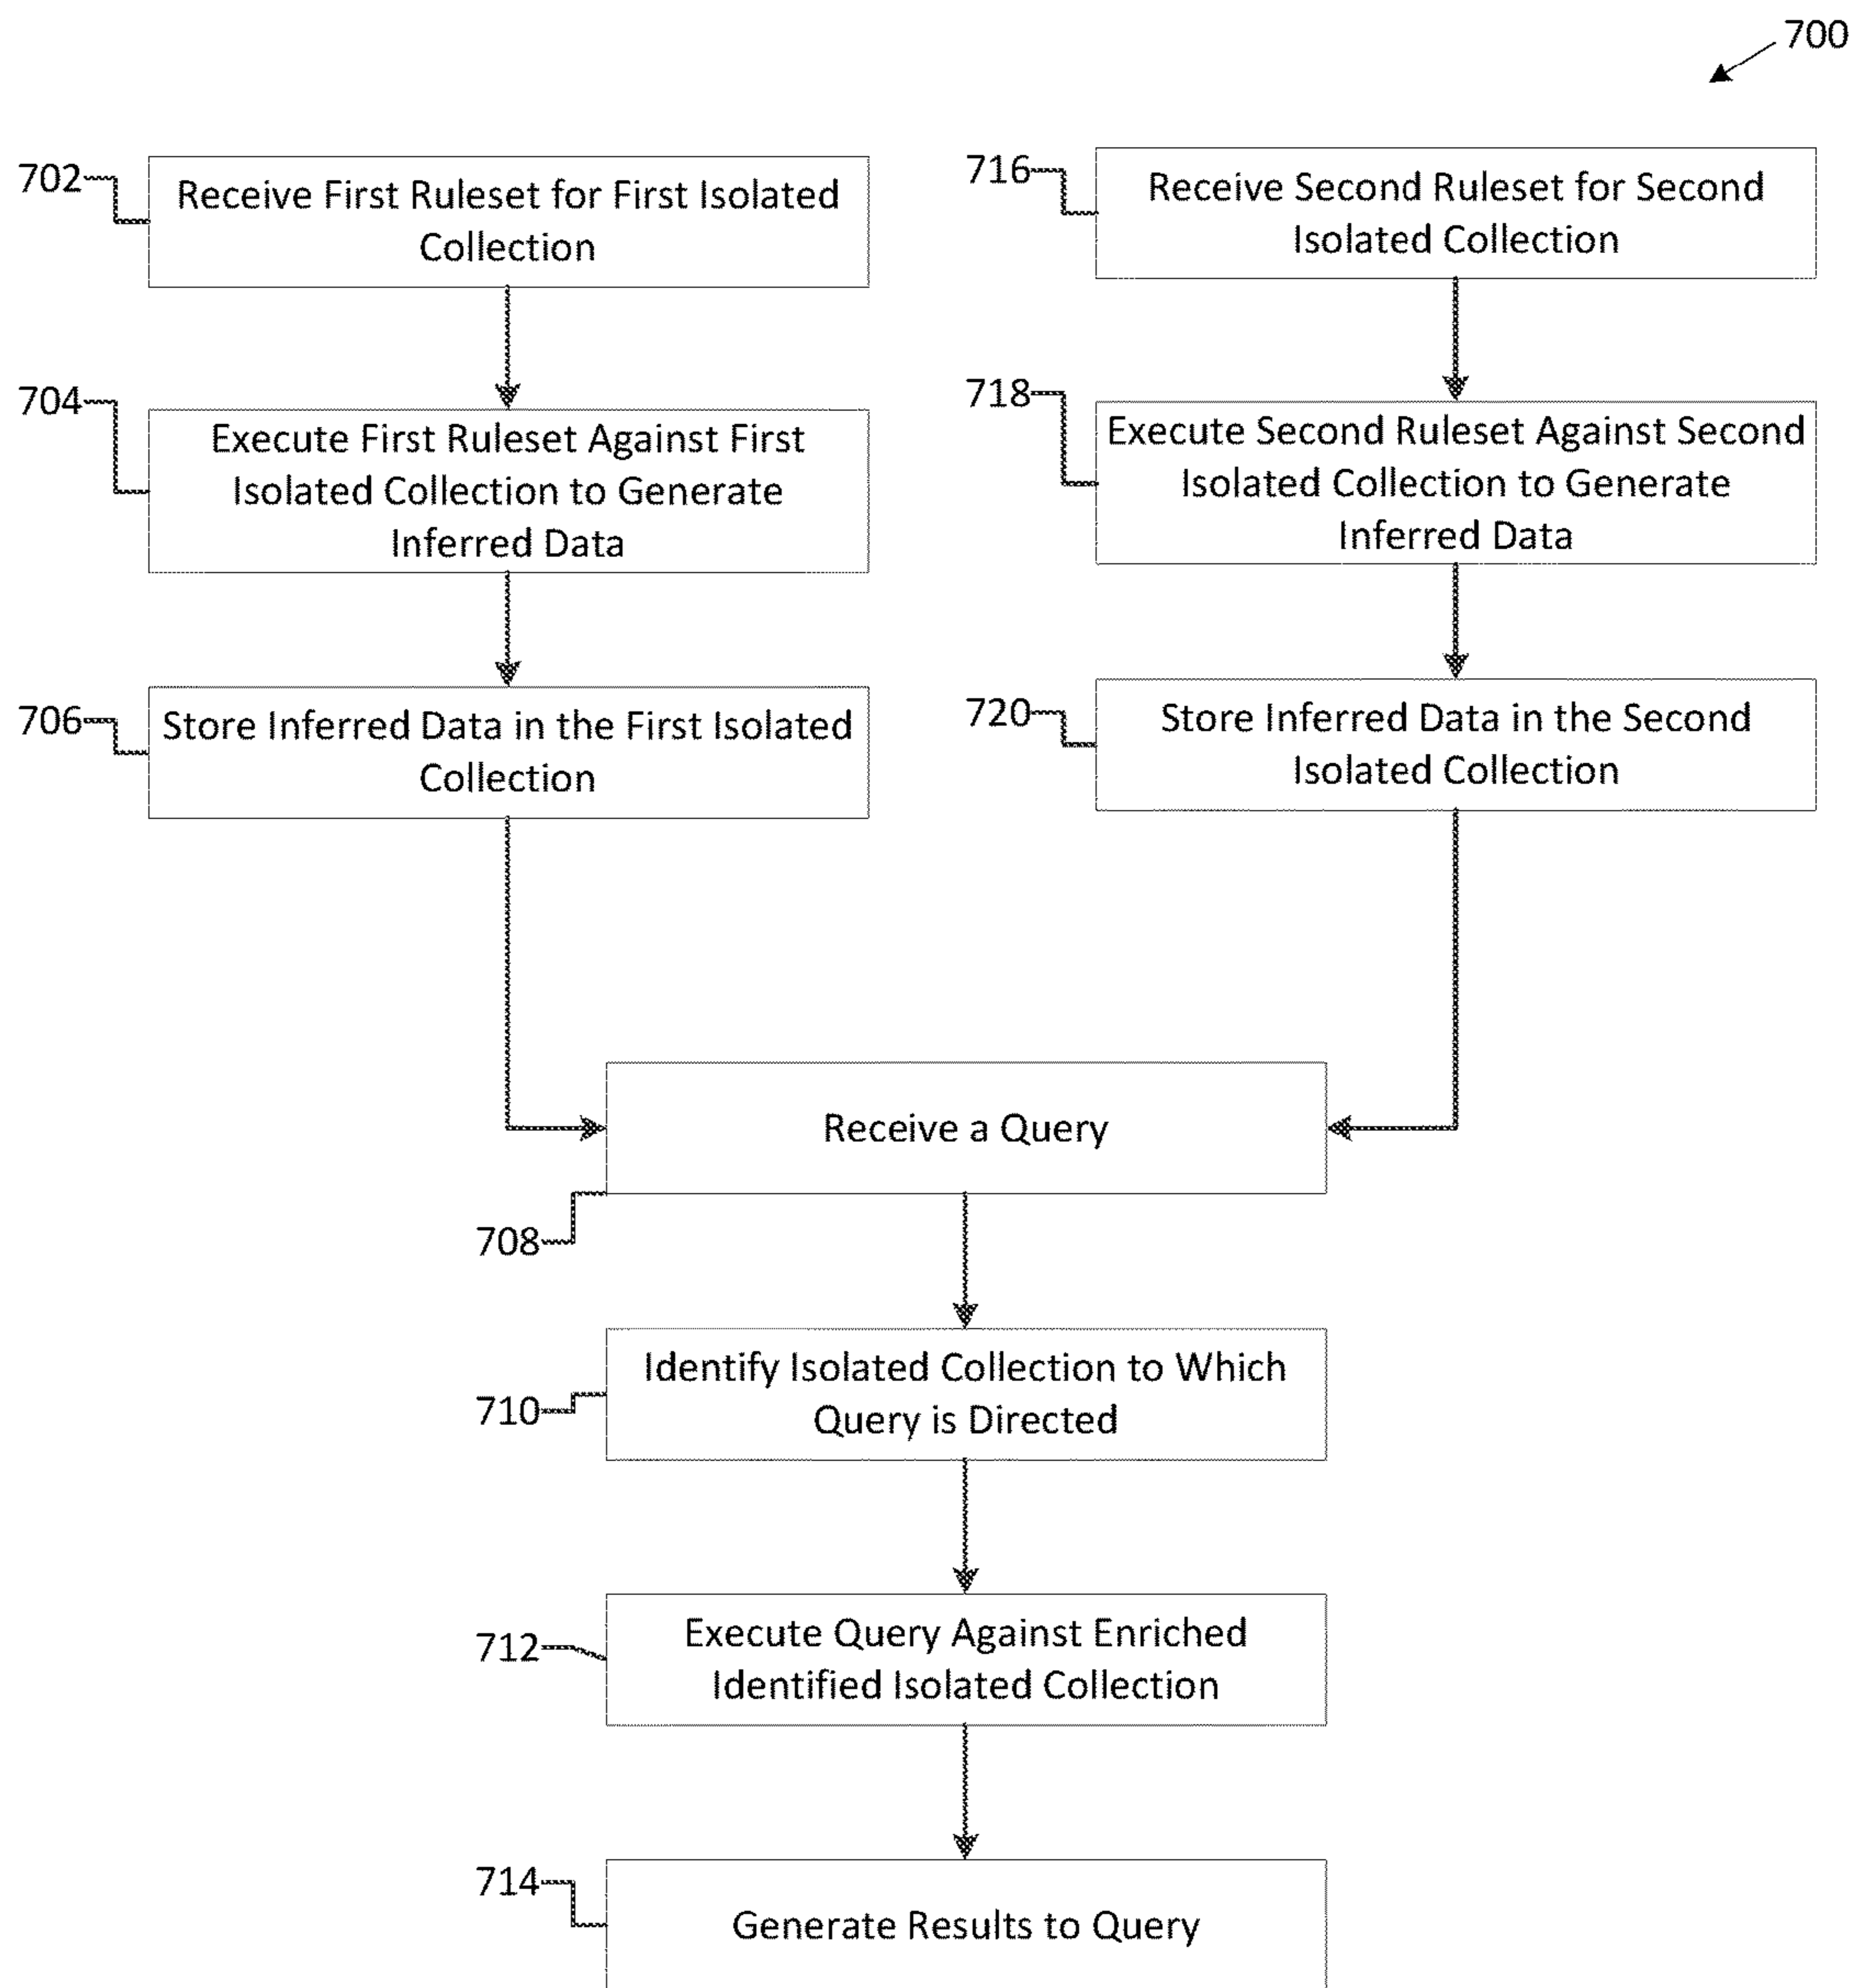 700
702
Receive First Ruleset for First Isolated
Collection
716
Receive Second Ruleset for Second
Isolated Collection
704
Execute First Ruleset Against First
Isolated Collection to Generate
Inferred Data
718
Execute Second Ruleset Against Second
Isolated Collection to Generate
Inferred Data
706
Store Inferred Data in the First Isolated
Collection
720
Store Inferred Data in the Second
Isolated Collection
Receive a Query
708
Identify Isolated Collection to Which
Query is Directed
710
712
Execute Query Against Enriched
Identified Isolated Collection
714
Generate Results to Query